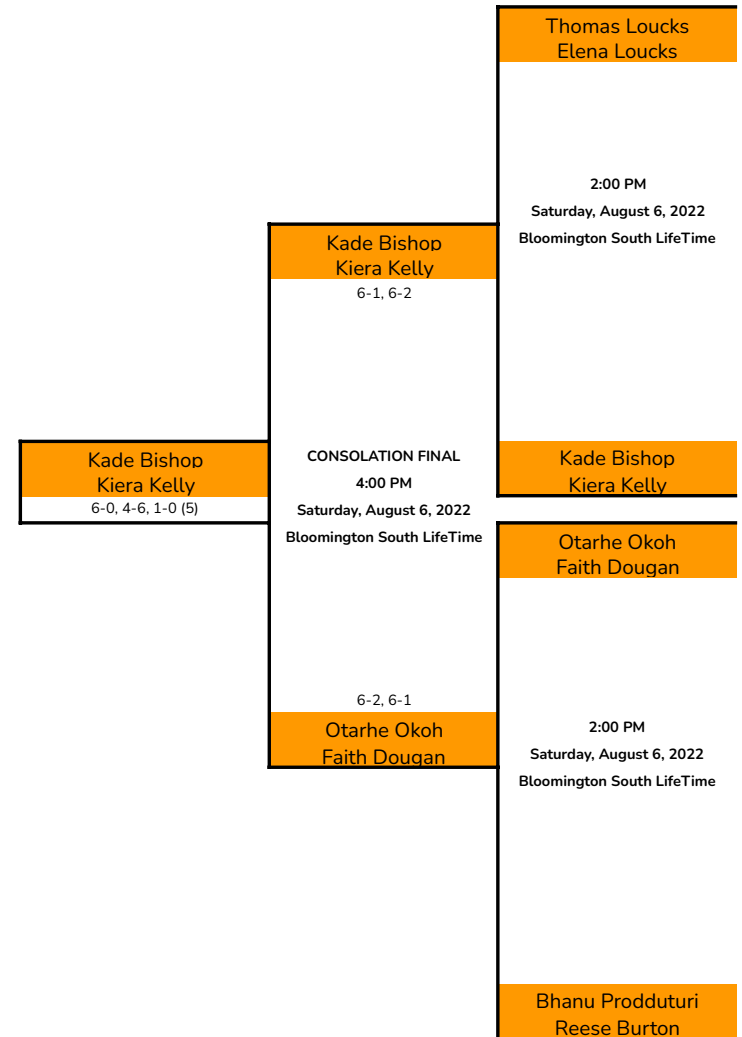 Thomas Loucks
Elena Loucks
2:00 PM
Saturday, August 6, 2022
Bloomington South LifeTime
Kade Bishop
Kiera Kelly
6-1, 6-2
Kade Bishop
Kiera Kelly
6-0, 4-6, 1-0 (5)
CONSOLATION FINAL
4:00 PM
Saturday, August 6, 2022
Bloomington South LifeTime
Kade Bishop
Kiera Kelly
Otarhe Okoh
Faith Dougan
6-2, 6-1
Otarhe Okoh
Faith Dougan
2:00 PM
Saturday, August 6, 2022
Bloomington South LifeTime
Bhanu Prodduturi
Reese Burton